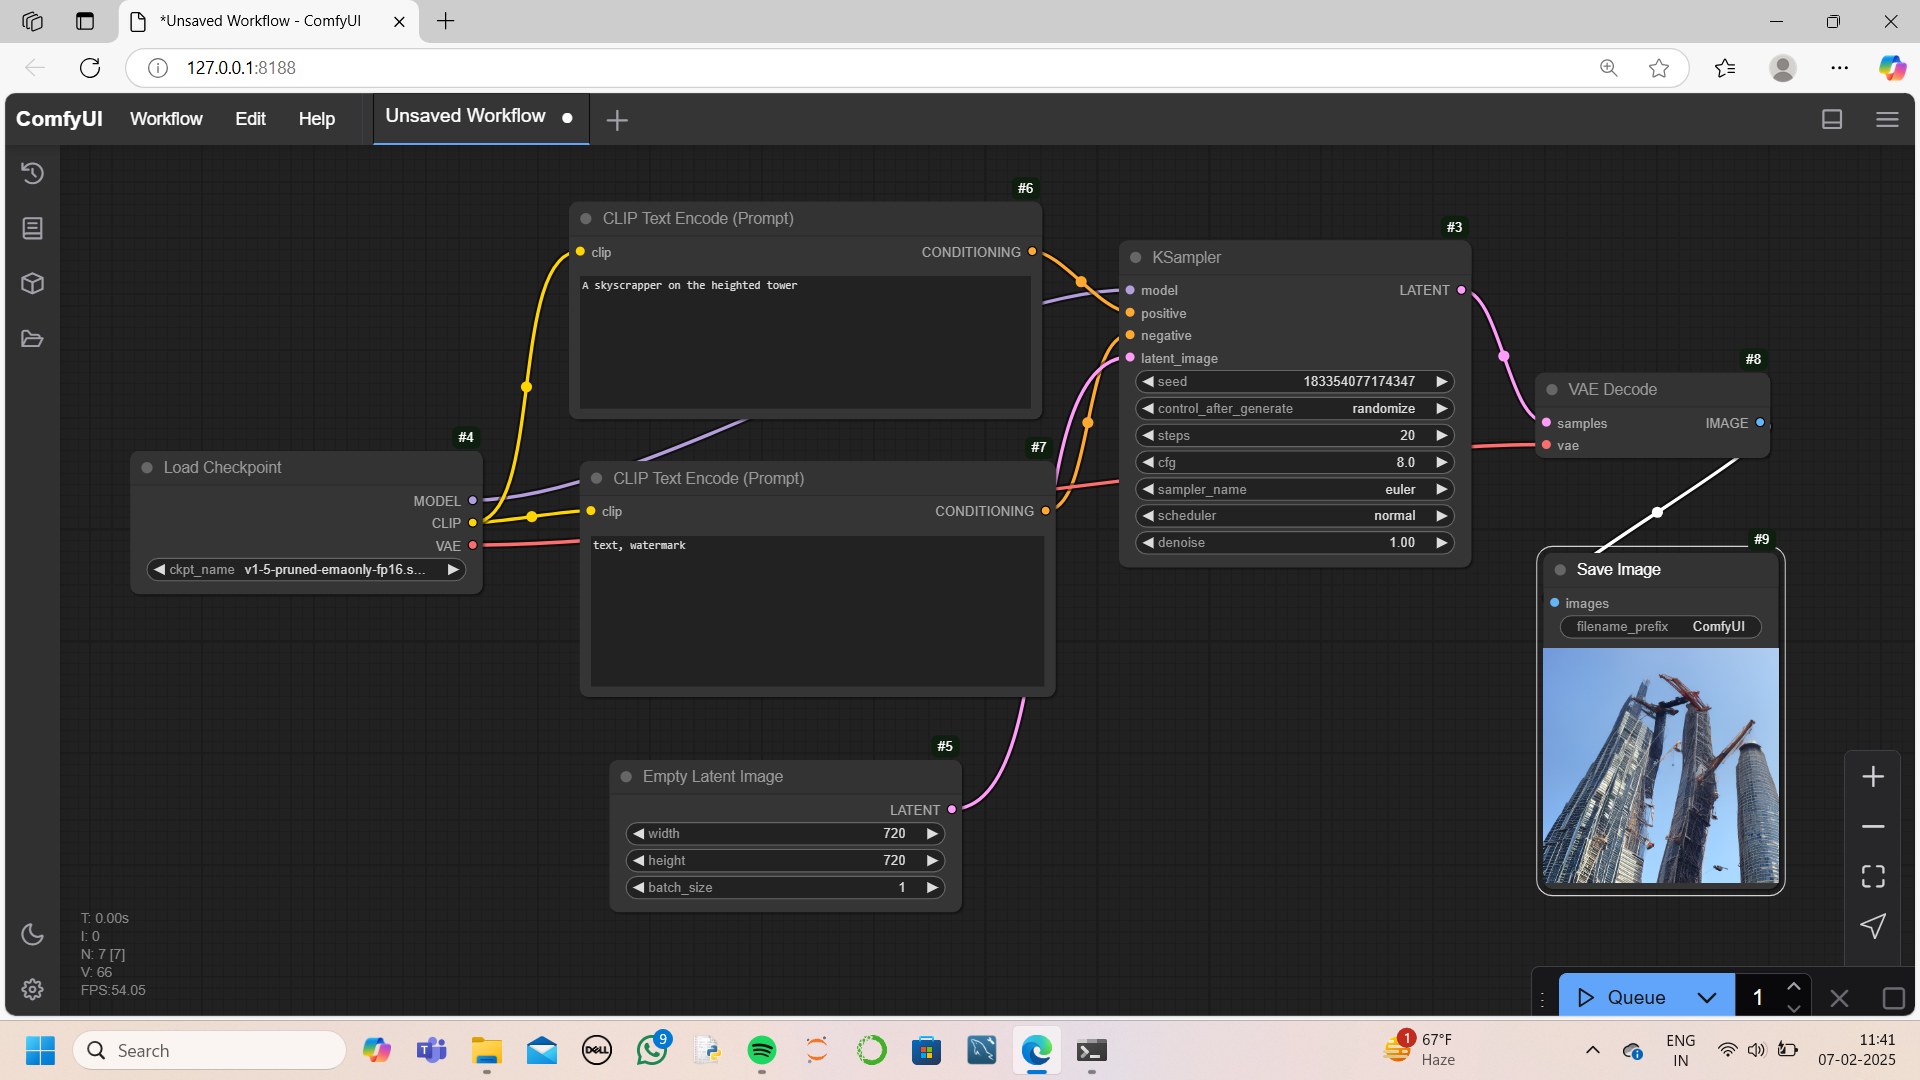 *Unsaved Workflow - ComfyUI
127.0.0.1:8188
ComfyUI Workflow Edit Help Unsaved Workflow
#6
CLIP Text Encode (Prompt)
clip CONDITIONING
A skyscrapper on the heighted tower
#3
KSampler
model LATENT
positive
negative
latent_image
seed 183354077174347
control_after_generate randomize
steps 20
cfg 8.0
sampler_name euler
scheduler normal
denoise 1.00
#8
VAE Decode
samples IMAGE
vae
#4
Load Checkpoint
MODEL
CLIP
VAE
ckpt_name v1-5-pruned-emaonly-fp16.s...
#7
CLIP Text Encode (Prompt)
clip CONDITIONING
text, watermark
#9
Save Image
images
filename_prefix ComfyUI
#5
Empty Latent Image
LATENT
width 720
height 720
batch_size 1
T: 0.00s
I: 0
N: 7 [7]
V: 66
FPS:54.05
Queue 1
Search
DELL
9
1
67°F
Haze
ENG
IN
11:41
07-02-2025